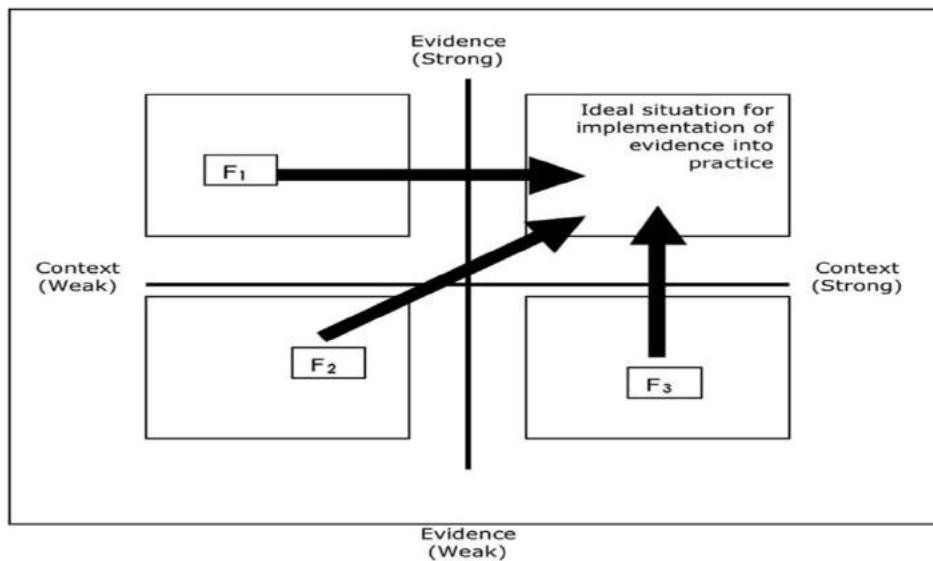 Evidence
(Strong)
Ideal situation for
implementation of
evidence into
practice
F₁
Context
(Weak)
Context
(Strong)
F₂
F₃
Evidence
(Weak)